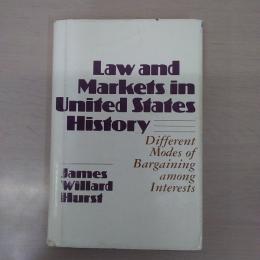 Law and
Markets in
United States
History
Different
Modes of
Bargaining
among
Interests
James
Willard
Hurst